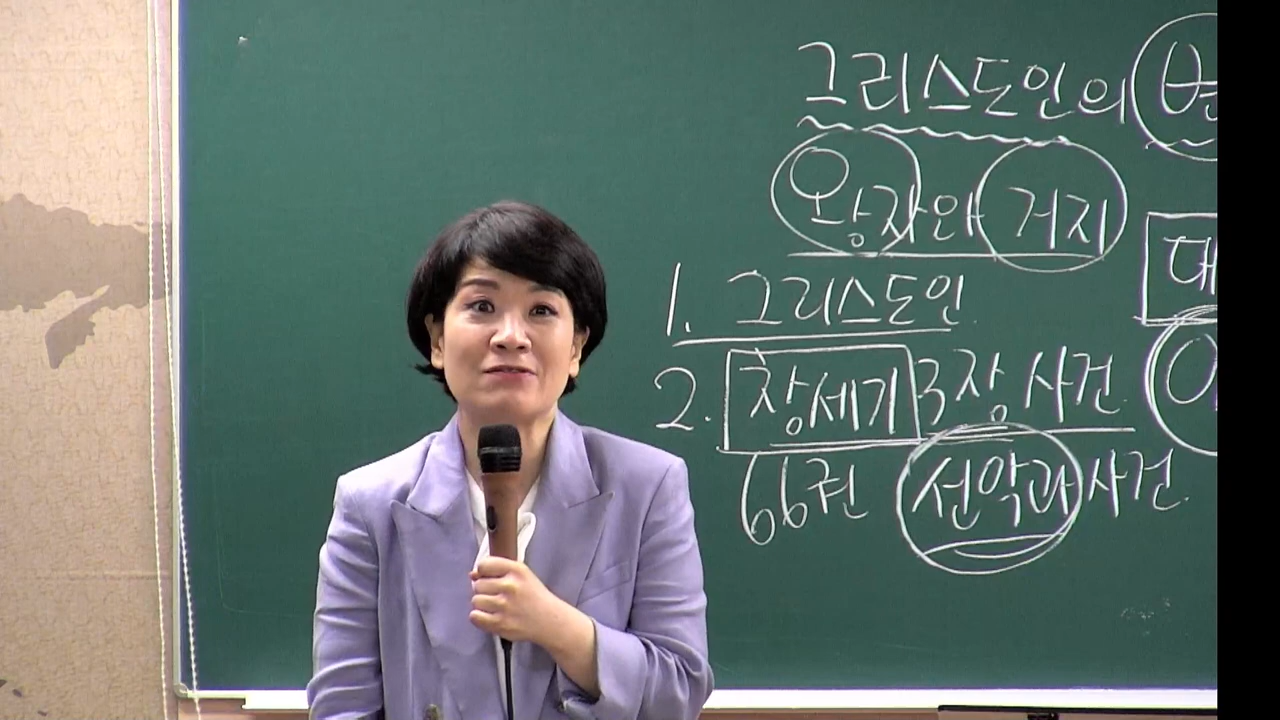 그리스도인의
왕자와 거지
1. 그리스도인
2. 창세기 3장 사건
66권 선악과 사건